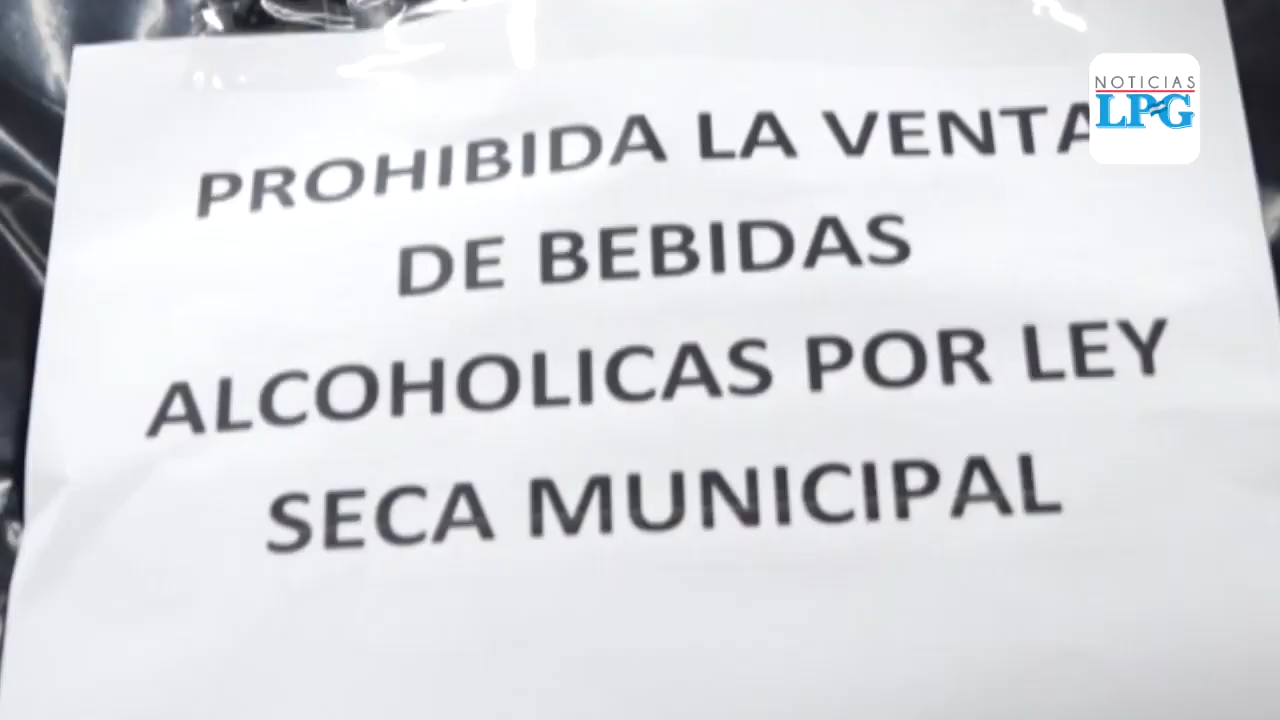 NOTICIAS
LPG
PROHIBIDA LA VENTA
DE BEBIDAS
ALCOHOLICAS POR LEY
SECA MUNICIPAL